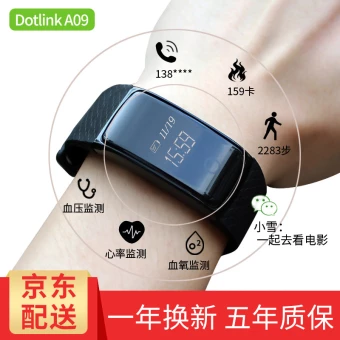 Dotlink A09
138****
159卡
11/19
15:59
2283步
血压监测
心率监测
血氧监测
O2
小雪:
一起去看电影
京东
配送
一年换新 五年质保